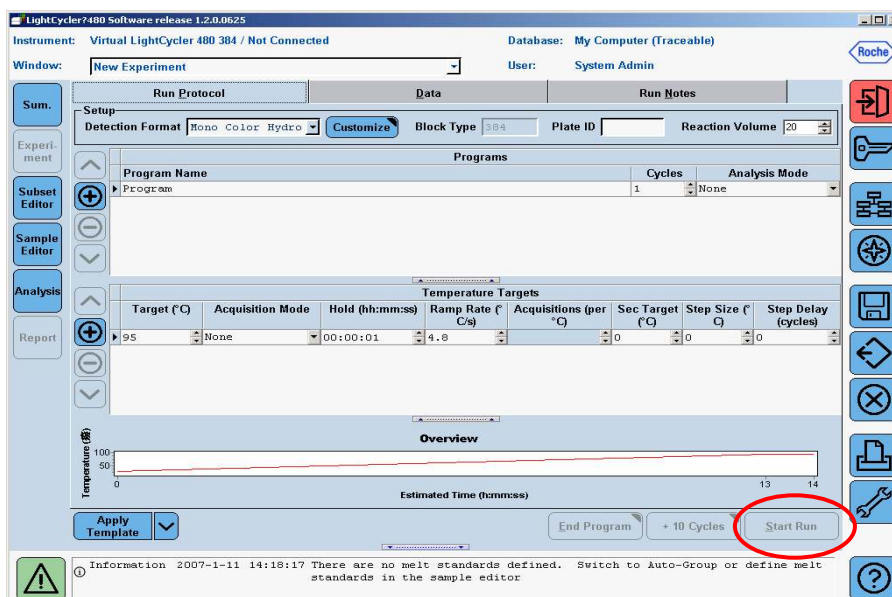 LightCycler?480 Software release 1.2.0.0625
Instrument: Virtual LightCycler 480 384 / Not Connected Database: My Computer (Traceable)
Window: New Experiment User: System Admin
Roche
Run Protocol Data Run Notes
Sum.
Experi-
ment
Subset
Editor
Sample
Editor
Analysis
Report
Setup
Detection Format Mono Color Hydro Customize Block Type 384 Plate ID Reaction Volume 20
Programs
Program Name Cycles Analysis Mode
Program 1 None
Temperature Targets
Target (°C) Acquisition Mode Hold (hh:mm:ss) Ramp Rate (° C/s) Acquisitions (per °C) Sec Target (°C) Step Size (° C) Step Delay (cycles)
95 None 00:00:01 4.8 0 0 0
Overview
Temperature
100
50
0 13 14
Estimated Time (h:mm:ss)
Apply
Template
End Program + 10 Cycles Start Run
Information 2007-1-11 14:18:17 There are no melt standards defined. Switch to Auto-Group or define melt
standards in the sample editor